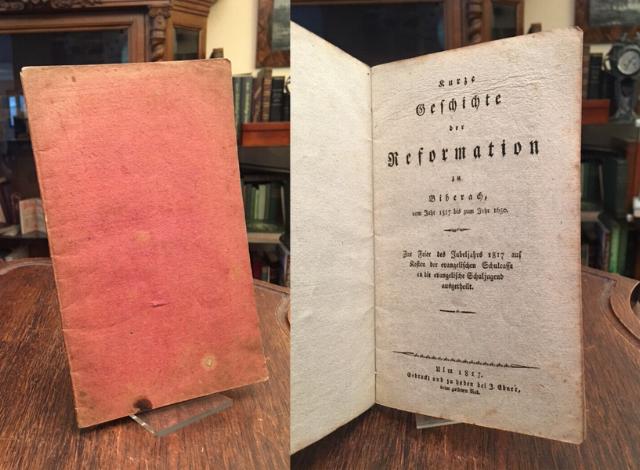 Kurze
Geschichte
der
Reformation
zu
Biberach,
vom Jahr 1517 bis zum Jahr 1650.
Zur Feier des Jubeljahrs 1817 auf
Kosten der evangelischen Schulcasse
an die evangelische Schuljugend
ausgetheilt.
Ulm 1817.
Gedruckt und zu haben bei J. Ebner,
beim goldnen Rad.